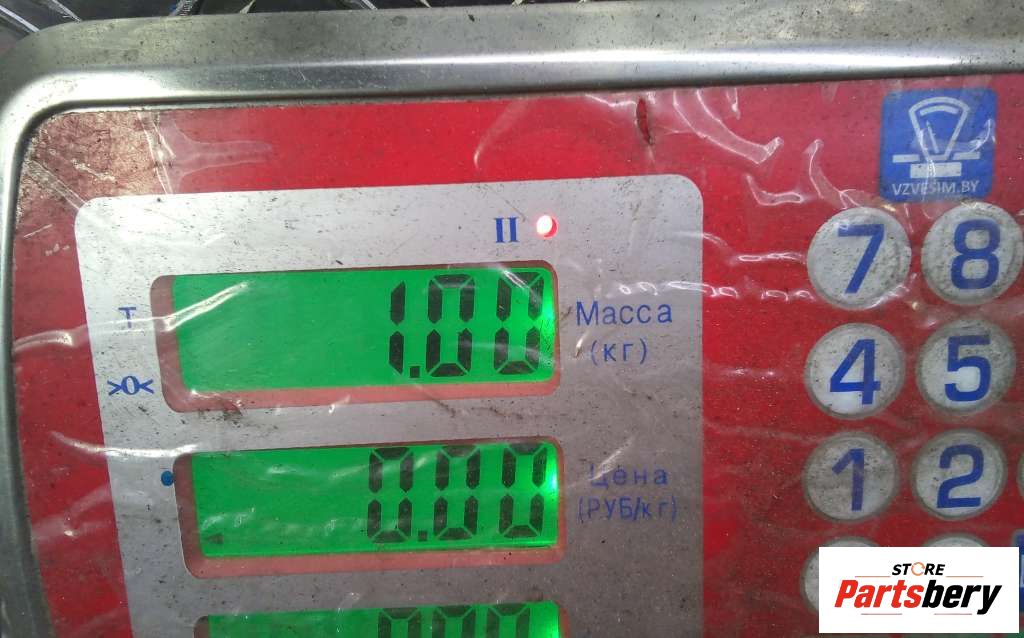 VZVESIM.BY
II
7 8
T
1.00
Масса
(кг)
>0<
4 5
0.00
Цена
(РУБ/кг)
1 2
STORE
Partsbery